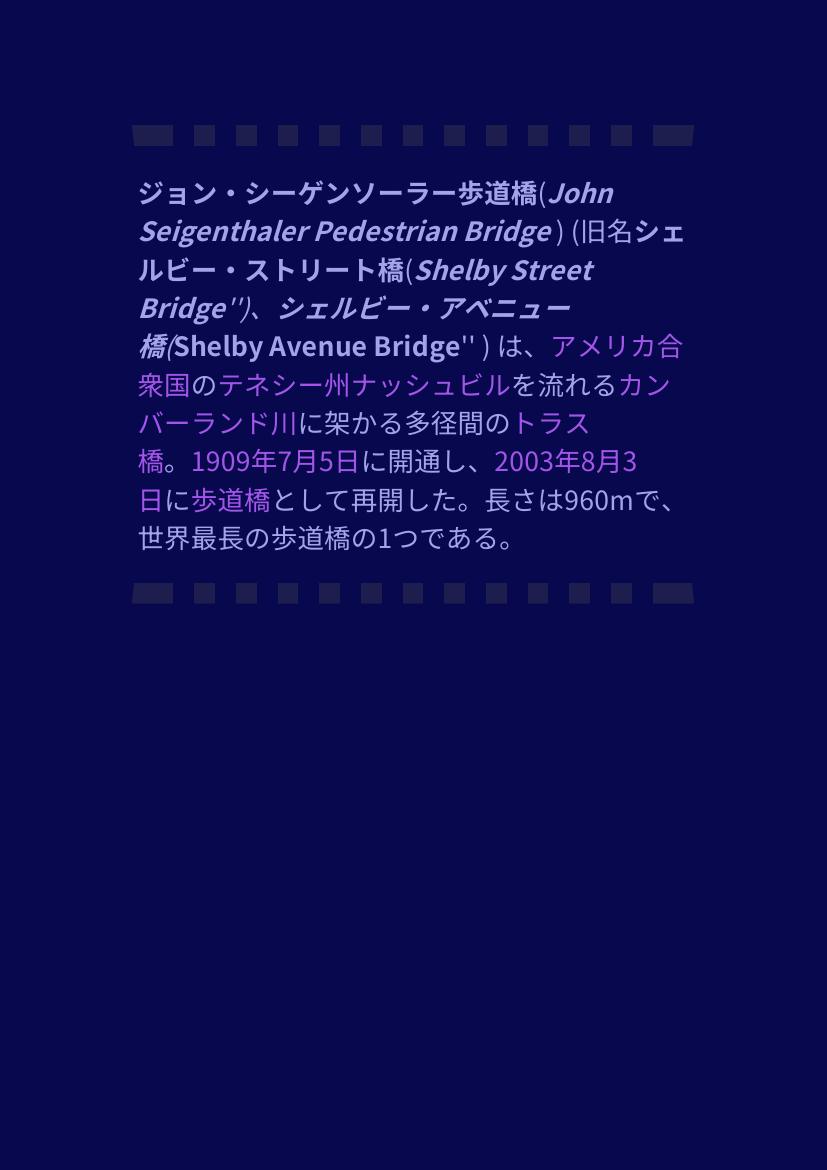 ジョン・シーゲンソーラー歩道橋(John
Seigenthaler Pedestrian Bridge ) (旧名シェ
ルビー・ストリート橋(Shelby Street
Bridge'')、シェルビー・アベニュー
橋(Shelby Avenue Bridge'' ) は、アメリカ合
衆国のテネシー州ナッシュビルを流れるカン
バーランド川に架かる多径間のトラス
橋。1909年7月5日に開通し、2003年8月3
日に歩道橋として再開した。長さは960mで、
世界最長の歩道橋の1つである。